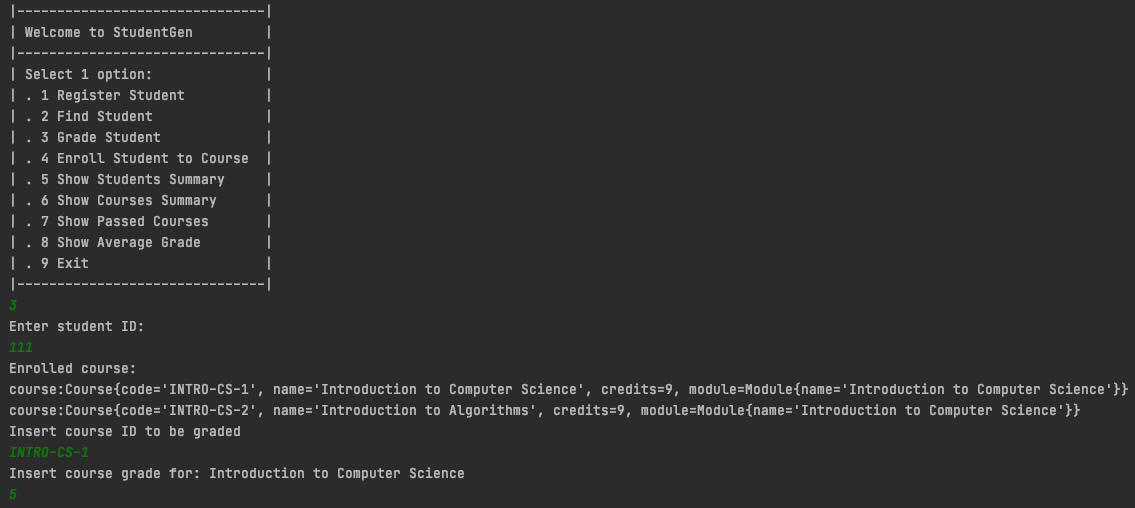 |-------------------------------|
| Welcome to StudentGen         |
|-------------------------------|
| Select 1 option:              |
| . 1 Register Student          |
| . 2 Find Student              |
| . 3 Grade Student             |
| . 4 Enroll Student to Course  |
| . 5 Show Students Summary     |
| . 6 Show Courses Summary      |
| . 7 Show Passed Courses       |
| . 8 Show Average Grade        |
| . 9 Exit                      |
|-------------------------------|
3
Enter student ID:
111
Enrolled course:
course:Course{code='INTRO-CS-1', name='Introduction to Computer Science', credits=9, module=Module{name='Introduction to Computer Science'}}
course:Course{code='INTRO-CS-2', name='Introduction to Algorithms', credits=9, module=Module{name='Introduction to Computer Science'}}
Insert course ID to be graded
INTRO-CS-1
Insert course grade for: Introduction to Computer Science
5